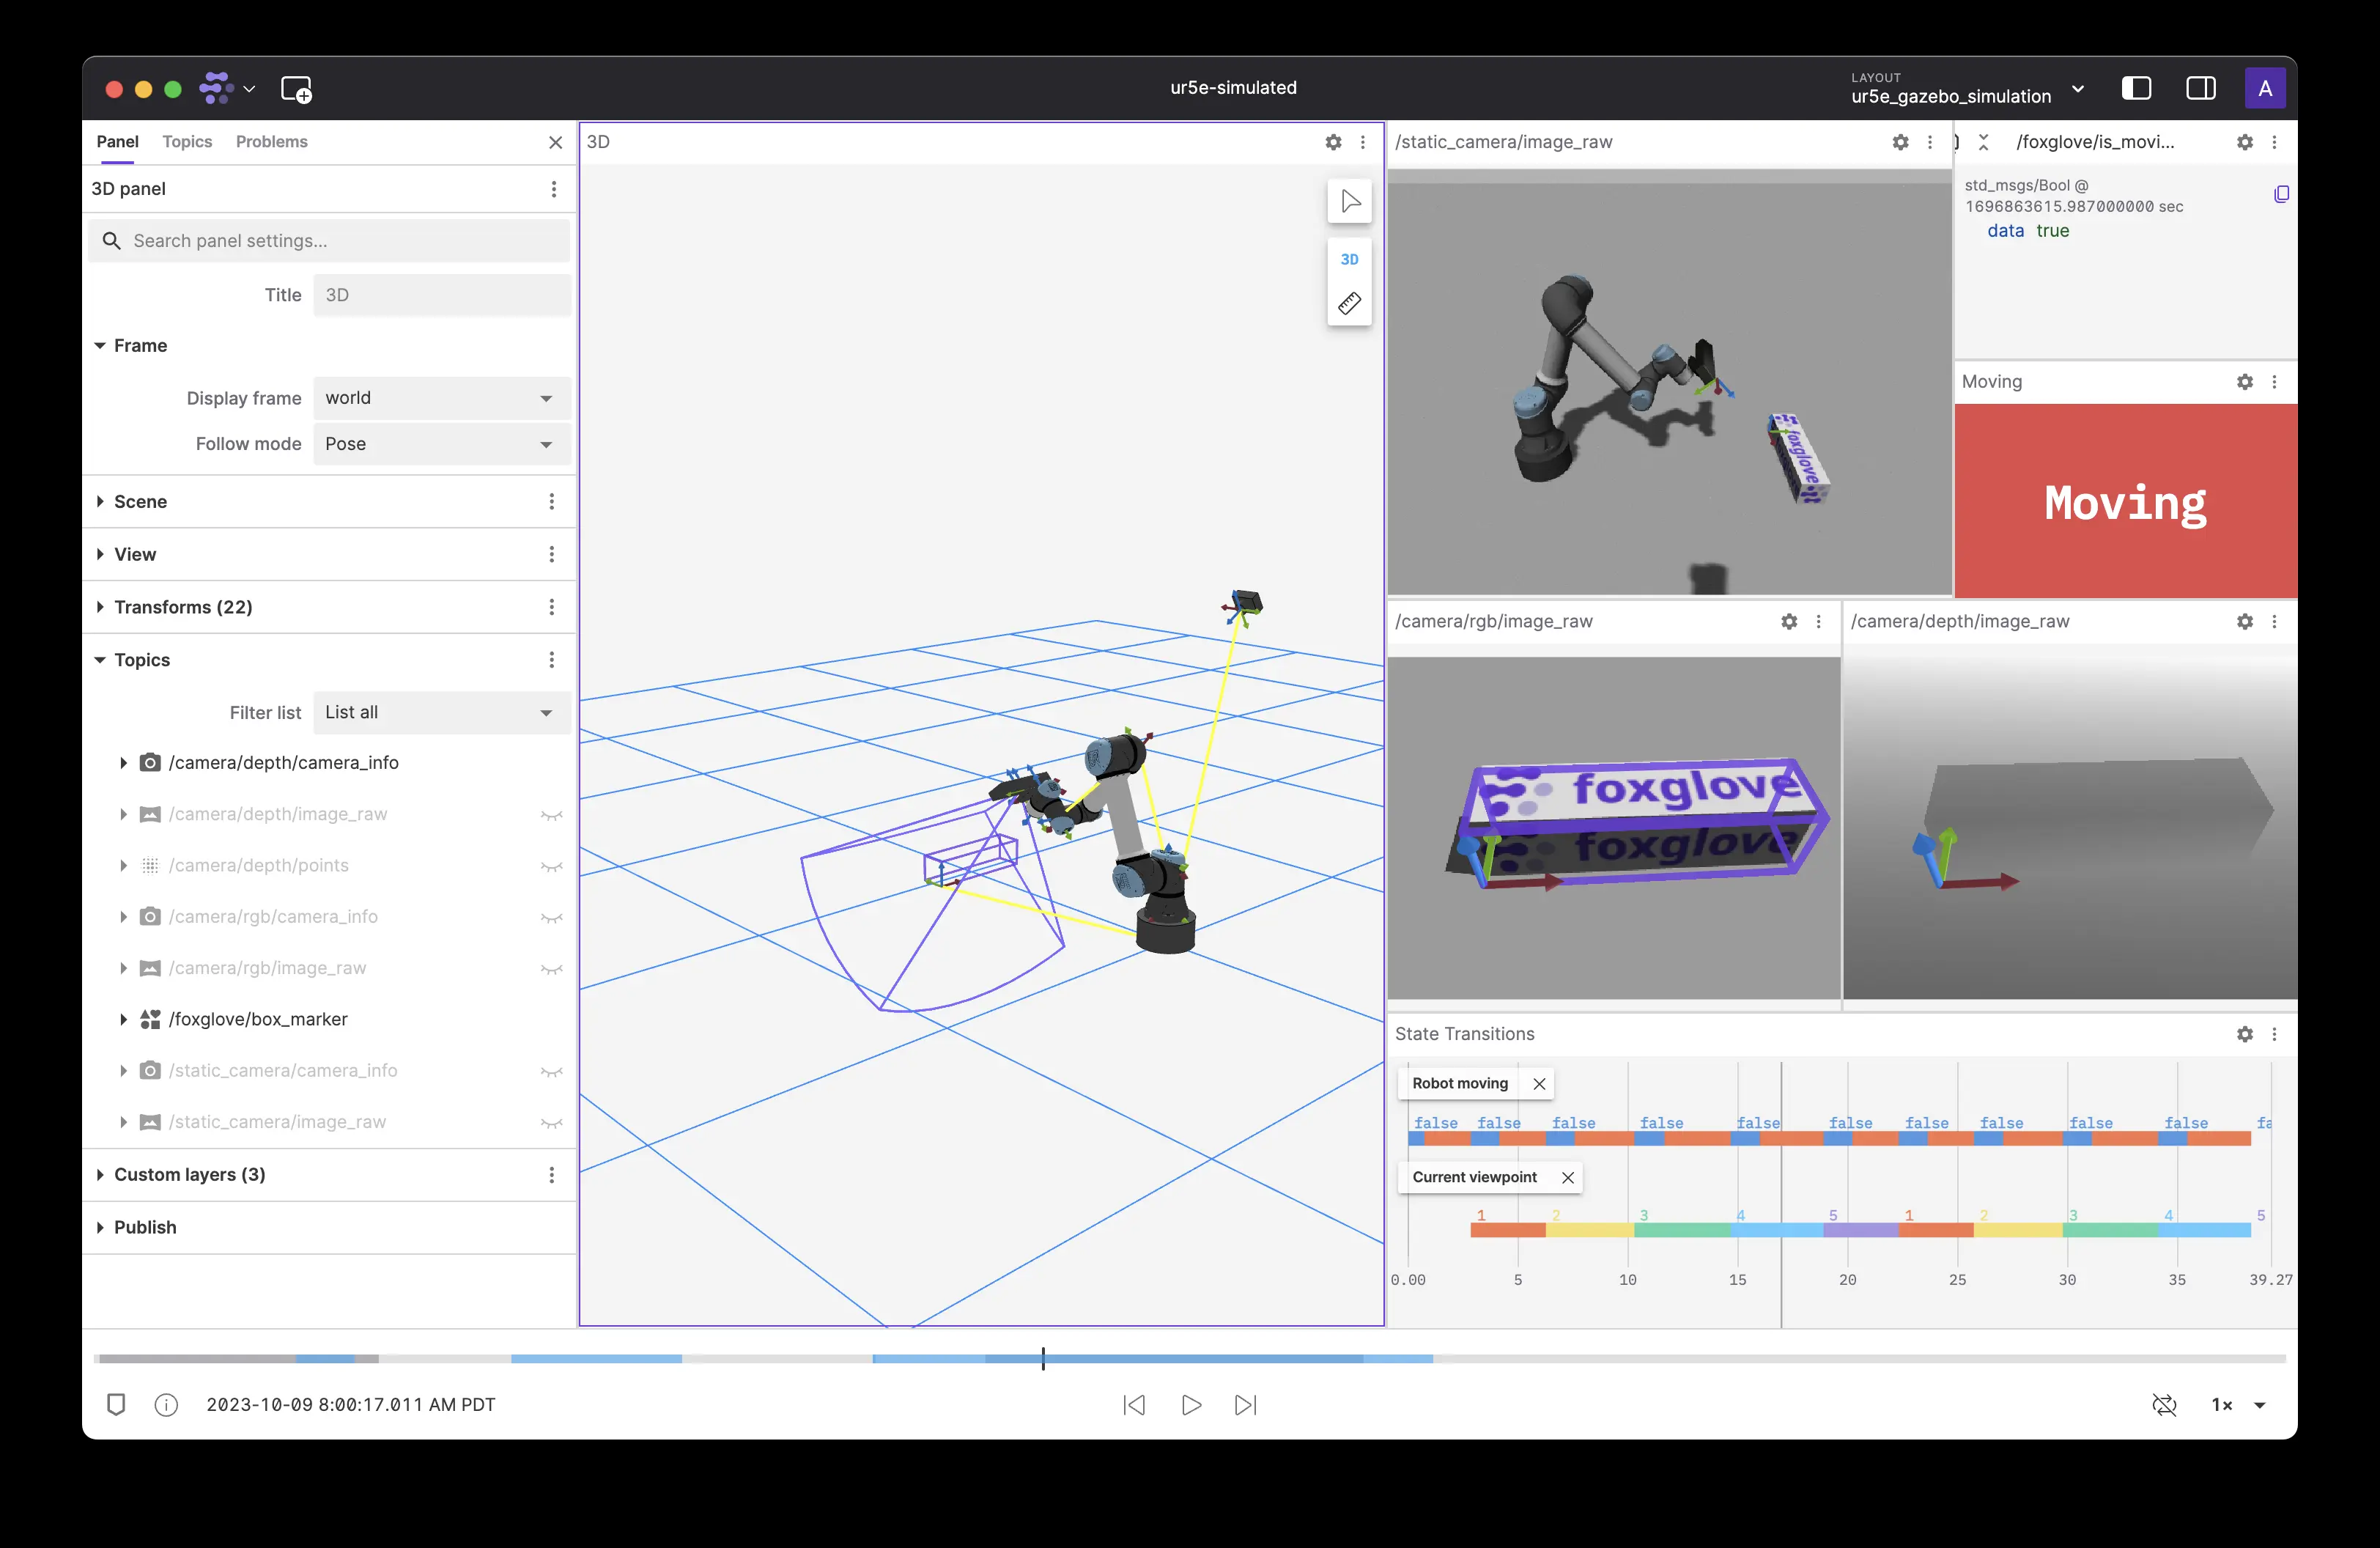 ur5e-simulated
LAYOUT
ur5e_gazebo_simulation
A
Panel Topics Problems
3D panel
Search panel settings...
Title 3D
Frame
Display frame world
Follow mode Pose
Scene
View
Transforms (22)
Topics
Filter list List all
/camera/depth/camera_info
/camera/depth/image_raw
/camera/depth/points
/camera/rgb/camera_info
/camera/rgb/image_raw
/foxglove/box_marker
/static_camera/camera_info
/static_camera/image_raw
Custom layers (3)
Publish
3D
3D
/static_camera/image_raw
foxglove
/foxglove/is_movi...
std_msgs/Bool @
1696863615.987000000 sec
data true
Moving
Moving
/camera/rgb/image_raw
foxglove
foxglove
/camera/depth/image_raw
State Transitions
Robot moving
false false false false false false false false false false fa
Current viewpoint
1 2 3 4 5 1 2 3 4 5
0.00 5 10 15 20 25 30 35 39.27
2023-10-09 8:00:17.011 AM PDT
1×